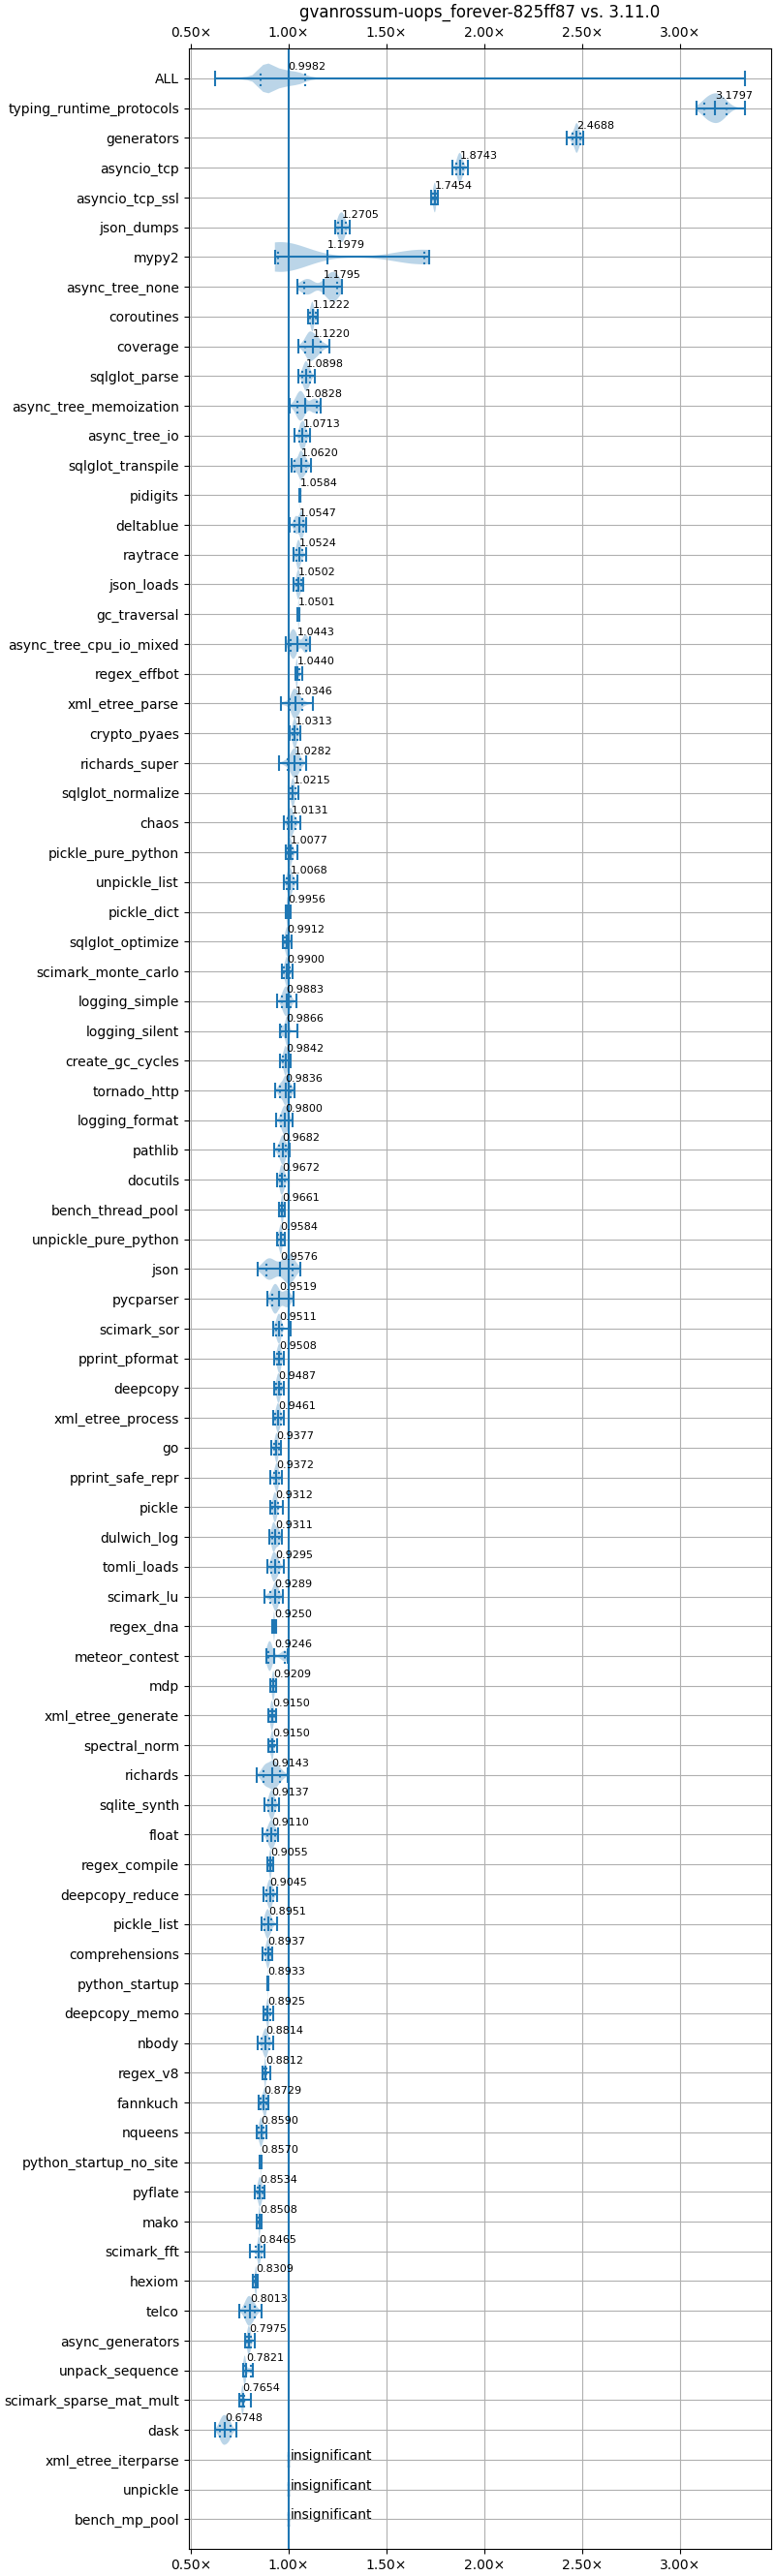 gvanrossum-uops_forever-825ff87 vs. 3.11.0
0.50× 1.00× 1.50× 2.00× 2.50× 3.00×
ALL 0.9982
typing_runtime_protocols 3.1797
generators 2.4688
asyncio_tcp 1.8743
asyncio_tcp_ssl 1.7454
json_dumps 1.2705
mypy2 1.1979
async_tree_none 1.1795
coroutines 1.1222
coverage 1.1220
sqlglot_parse 1.0898
async_tree_memoization 1.0828
async_tree_io 1.0713
sqlglot_transpile 1.0620
pidigits 1.0584
deltablue 1.0547
raytrace 1.0524
json_loads 1.0502
gc_traversal 1.0501
async_tree_cpu_io_mixed 1.0443
regex_effbot 1.0440
xml_etree_parse 1.0346
crypto_pyaes 1.0313
richards_super 1.0282
sqlglot_normalize 1.0215
chaos 1.0131
pickle_pure_python 1.0077
unpickle_list 1.0068
pickle_dict 0.9956
sqlglot_optimize 0.9912
scimark_monte_carlo 0.9900
logging_simple 0.9883
logging_silent 0.9866
create_gc_cycles 0.9842
tornado_http 0.9836
logging_format 0.9800
pathlib 0.9682
docutils 0.9672
bench_thread_pool 0.9661
unpickle_pure_python 0.9584
json 0.9576
pycparser 0.9519
scimark_sor 0.9511
pprint_pformat 0.9508
deepcopy 0.9487
xml_etree_process 0.9461
go 0.9377
pprint_safe_repr 0.9372
pickle 0.9312
dulwich_log 0.9311
tomli_loads 0.9295
scimark_lu 0.9289
regex_dna 0.9250
meteor_contest 0.9246
mdp 0.9209
xml_etree_generate 0.9150
spectral_norm 0.9150
richards 0.9143
sqlite_synth 0.9137
float 0.9110
regex_compile 0.9055
deepcopy_reduce 0.9045
pickle_list 0.8951
comprehensions 0.8937
python_startup 0.8933
deepcopy_memo 0.8925
nbody 0.8814
regex_v8 0.8812
fannkuch 0.8729
nqueens 0.8590
python_startup_no_site 0.8570
pyflate 0.8534
mako 0.8508
scimark_fft 0.8465
hexiom 0.8309
telco 0.8013
async_generators 0.7975
unpack_sequence 0.7821
scimark_sparse_mat_mult 0.7654
dask 0.6748
xml_etree_iterparse insignificant
unpickle insignificant
bench_mp_pool insignificant
0.50× 1.00× 1.50× 2.00× 2.50× 3.00×